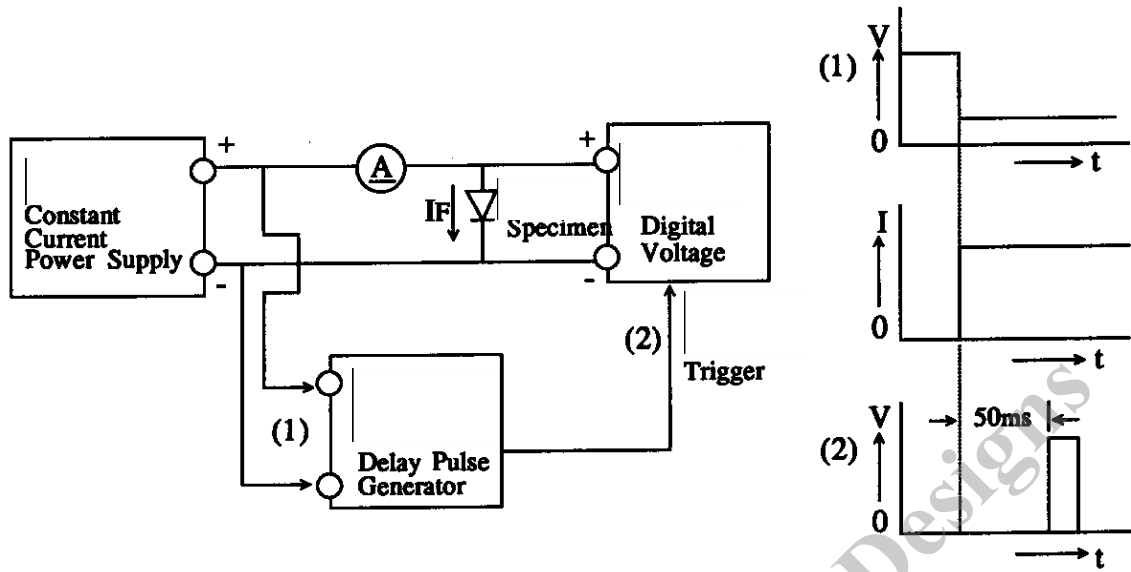 +
-
Constant
Current
Power Supply
A
IF
Specimen
+
-
Digital
Voltage
(1)
Delay Pulse
Generator
(2)
Trigger
(1)
V
0
t
I
0
t
(2)
V
50ms
0
t
Designs